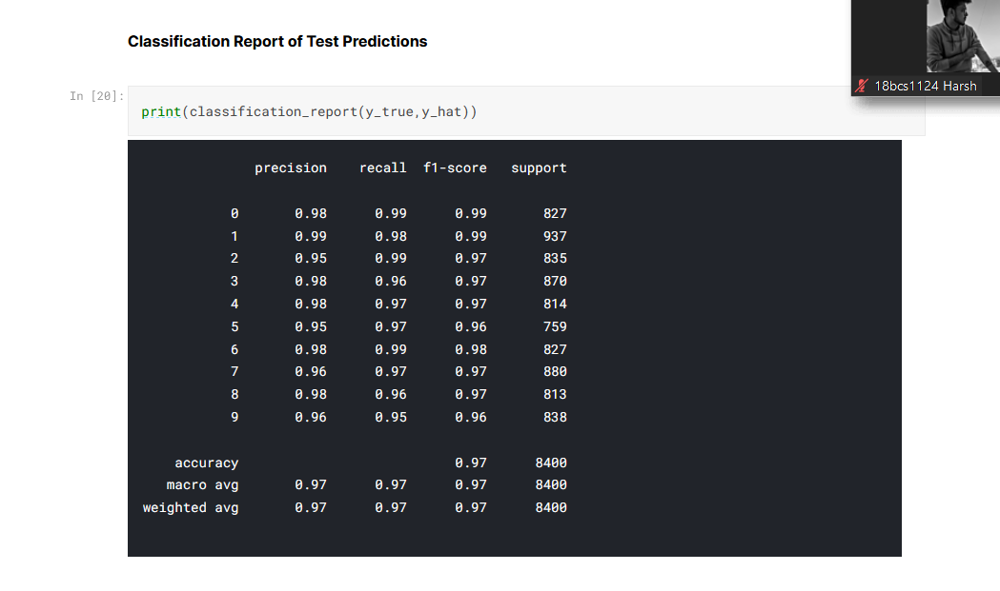 Classification Report of Test Predictions
18bcs1124 Harsh
In [20]:
print(classification_report(y_true,y_hat))
precision recall f1-score support
0 0.98 0.99 0.99 827
1 0.99 0.98 0.99 937
2 0.95 0.99 0.97 835
3 0.98 0.96 0.97 870
4 0.98 0.97 0.97 814
5 0.95 0.97 0.96 759
6 0.98 0.99 0.98 827
7 0.96 0.97 0.97 880
8 0.98 0.96 0.97 813
9 0.96 0.95 0.96 838
accuracy 0.97 8400
macro avg 0.97 0.97 0.97 8400
weighted avg 0.97 0.97 0.97 8400